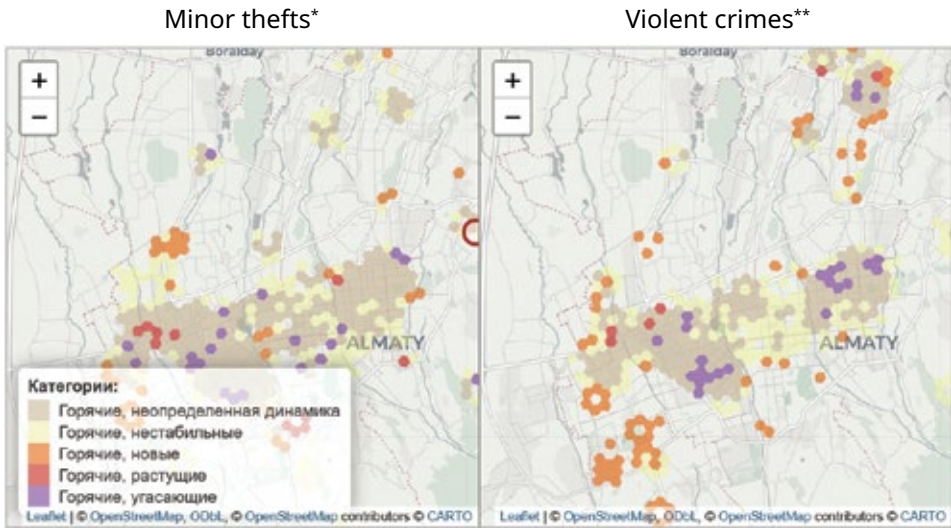 Minor thefts*
Violent crimes**
Boralday
Boralday
+
−
+
−
ALMATY
ALMATY
Категории:
Горячие, неопределенная динамика
Горячие, нестабильные
Горячие, новые
Горячие, растущие
Горячие, угасающие
Leaflet | © OpenStreetMap, ODbL, © OpenStreetMap contributors © CARTO
Leaflet | © OpenStreetMap, ODbL, © OpenStreetMap contributors © CARTO